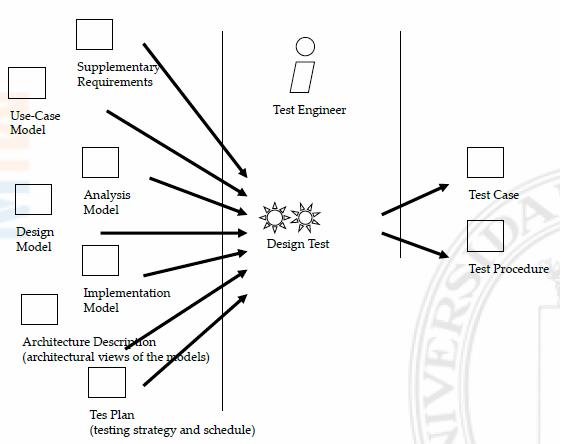 Supplementary
Requirements
Test Engineer
Use-Case
Model
Analysis
Model
Test Case
Design
Model
Design Test
Test Procedure
Implementation
Model
Architecture Description
(architectural views of the models)
Tes Plan
(testing strategy and schedule)